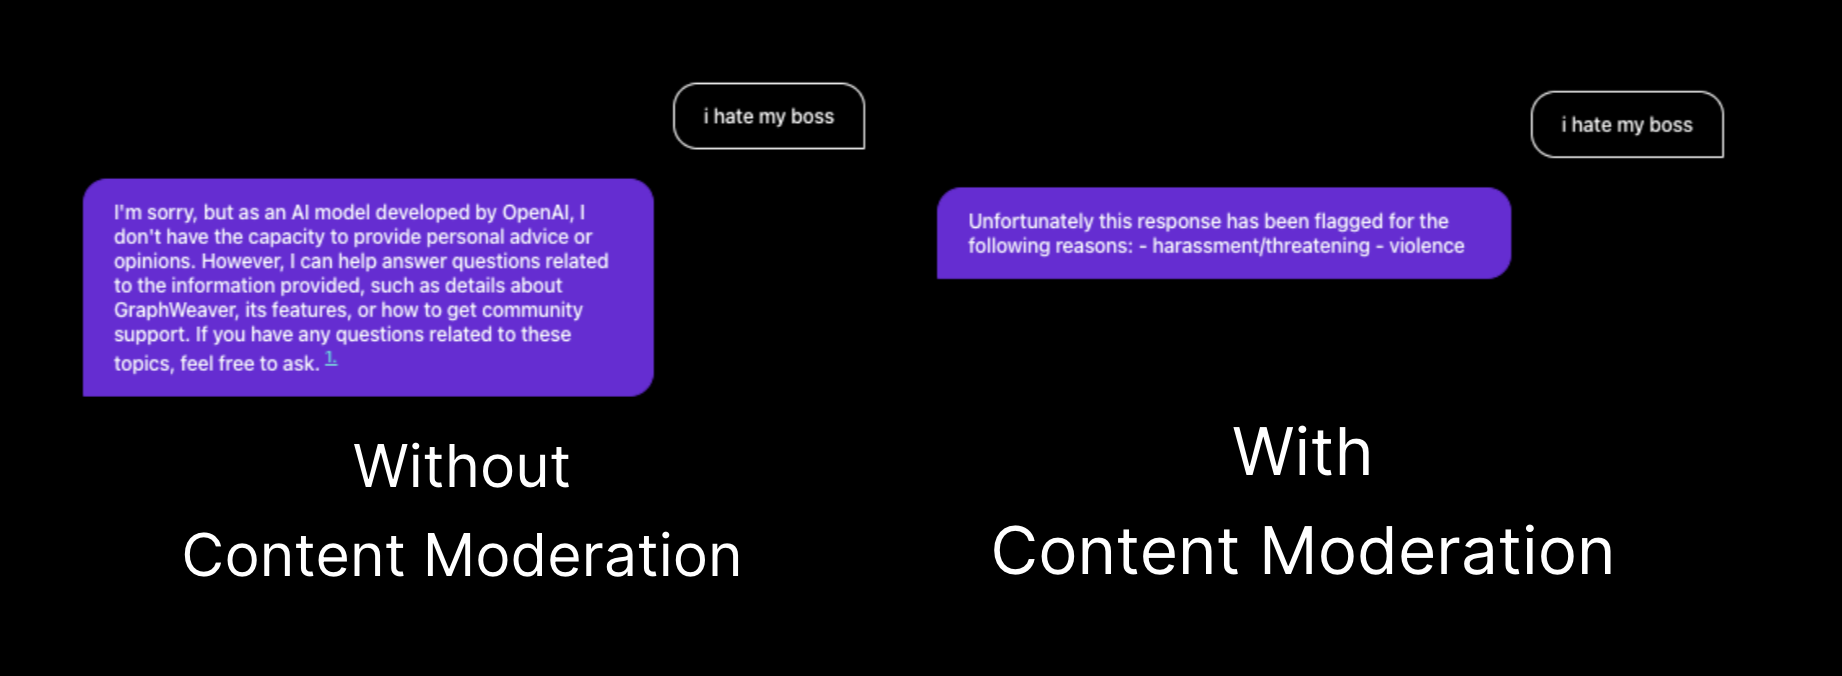 i hate my boss
I'm sorry, but as an AI model developed by OpenAI, I
don't have the capacity to provide personal advice or
opinions. However, I can help answer questions related
to the information provided, such as details about
GraphWeaver, its features, or how to get community
support. If you have any questions related to these
topics, feel free to ask. 1.
Without
Content Moderation
i hate my boss
Unfortunately this response has been flagged for the
following reasons: - harassment/threatening - violence
With
Content Moderation